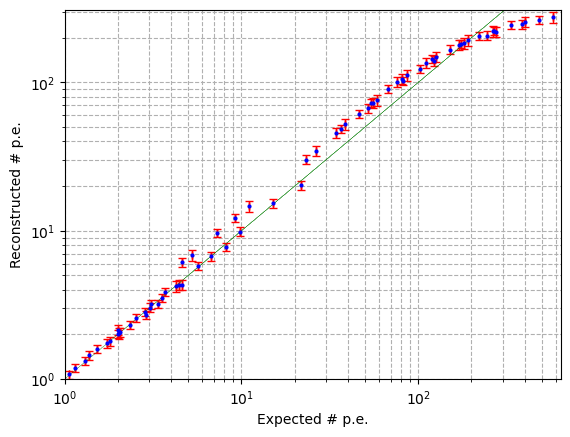 Reconstructed # p.e.
10²
10¹
10⁰
10⁰ 10¹ 10²
Expected # p.e.